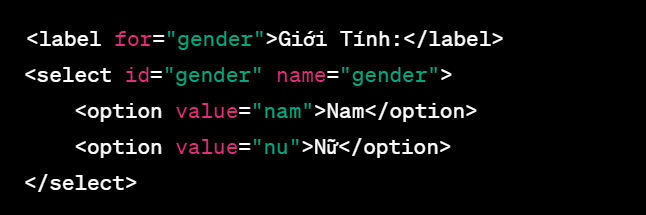 <label for="gender">Giới Tính:</label>
<select id="gender" name="gender">
<option value="nam">Nam</option>
<option value="nu">Nữ</option>
</select>